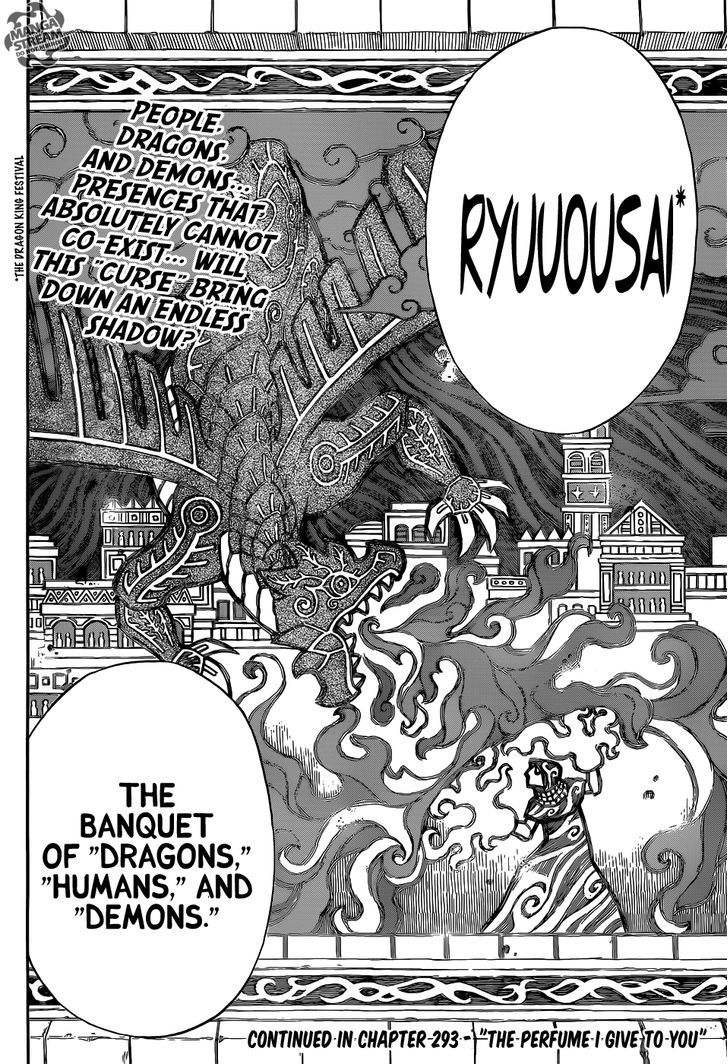 MANGA
STREAM
*THE DRAGON KING FESTIVAL
PEOPLE,
DRAGONS,
AND DEMONS...
PRESENCES THAT
ABSOLUTELY CANNOT
CO-EXIST... WILL
THIS "CURSE" BRING
DOWN AN ENDLESS
SHADOW?
RYUUOUSAI*
THE
BANQUET
OF "DRAGONS,"
"HUMANS," AND
"DEMONS."
CONTINUED IN CHAPTER 293 - "THE PERFUME I GIVE TO YOU"